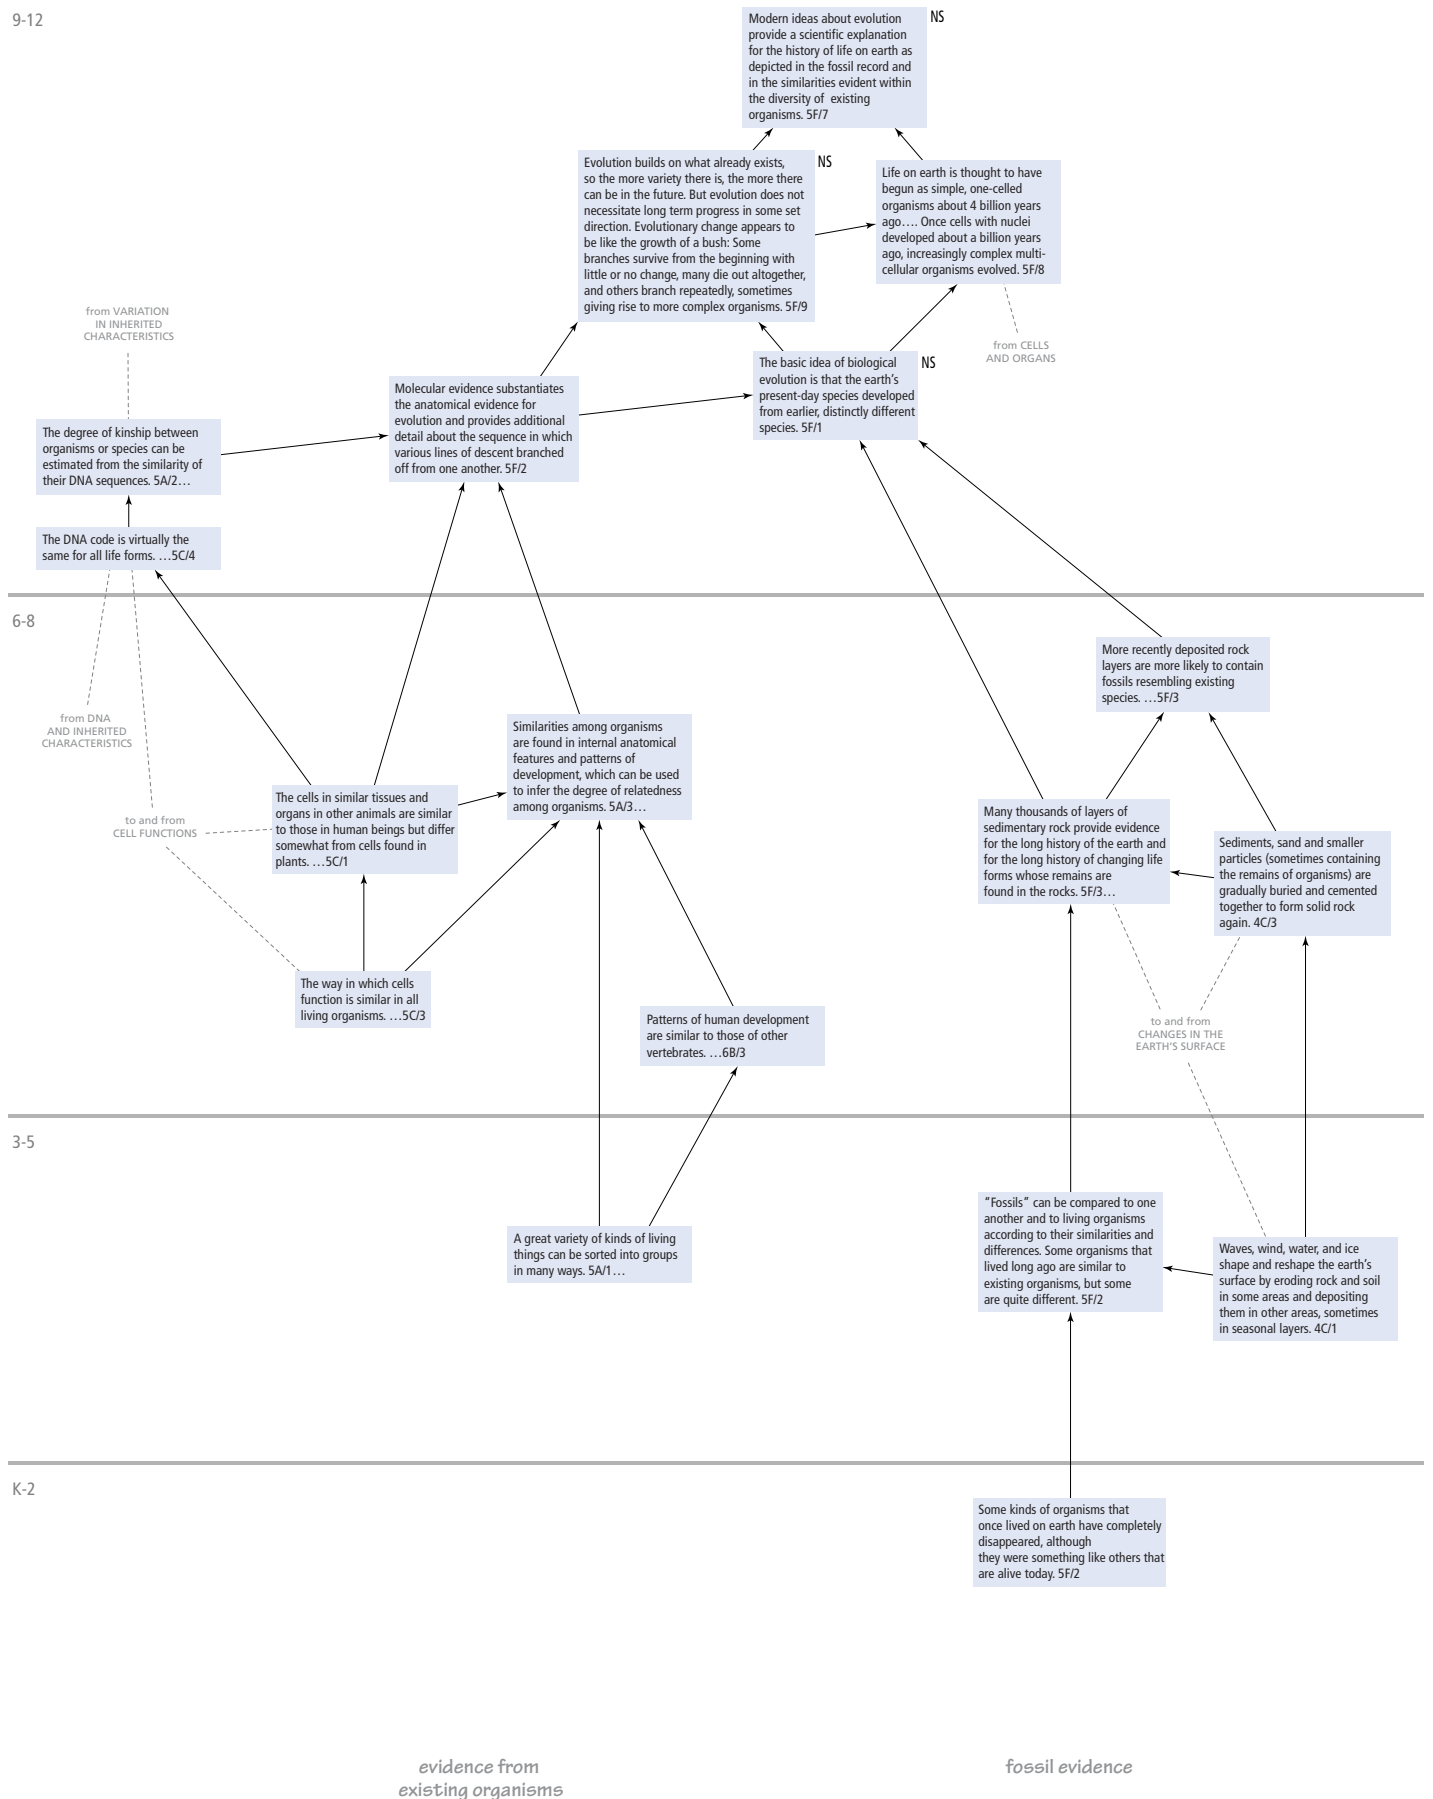 9-12
Modern ideas about evolution
provide a scientific explanation
for the history of life on earth as
depicted in the fossil record and
in the similarities evident within
the diversity of existing
organisms. 5F/7
NS
Evolution builds on what already exists,
so the more variety there is, the more there
can be in the future. But evolution does not
necessitate long term progress in some set
direction. Evolutionary change appears to
be like the growth of a bush: Some
branches survive from the beginning with
little or no change, many die out altogether,
and others branch repeatedly, sometimes
giving rise to more complex organisms. 5F/9
NS
Life on earth is thought to have
begun as simple, one-celled
organisms about 4 billion years
ago…. Once cells with nuclei
developed about a billion years
ago, increasingly complex multi-
cellular organisms evolved. 5F/8
from VARIATION
IN INHERITED
CHARACTERISTICS
from CELLS
AND ORGANS
The basic idea of biological
evolution is that the earth's
present-day species developed
from earlier, distinctly different
species. 5F/1
NS
Molecular evidence substantiates
the anatomical evidence for
evolution and provides additional
detail about the sequence in which
various lines of descent branched
off from one another. 5F/2
The degree of kinship between
organisms or species can be
estimated from the similarity of
their DNA sequences. 5A/2…
The DNA code is virtually the
same for all life forms. …5C/4
6-8
More recently deposited rock
layers are more likely to contain
fossils resembling existing
species. …5F/3
from DNA
AND INHERITED
CHARACTERISTICS
Similarities among organisms
are found in internal anatomical
features and patterns of
development, which can be used
to infer the degree of relatedness
among organisms. 5A/3…
The cells in similar tissues and
organs in other animals are similar
to those in human beings but differ
somewhat from cells found in
plants. …5C/1
to and from
CELL FUNCTIONS
Many thousands of layers of
sedimentary rock provide evidence
for the long history of the earth and
for the long history of changing life
forms whose remains are
found in the rocks. 5F/3…
Sediments, sand and smaller
particles (sometimes containing
the remains of organisms) are
gradually buried and cemented
together to form solid rock
again. 4C/3
The way in which cells
function is similar in all
living organisms. …5C/3
Patterns of human development
are similar to those of other
vertebrates. …6B/3
to and from
CHANGES IN THE
EARTH'S SURFACE
3-5
A great variety of kinds of living
things can be sorted into groups
in many ways. 5A/1…
“Fossils” can be compared to one
another and to living organisms
according to their similarities and
differences. Some organisms that
lived long ago are similar to
existing organisms, but some
are quite different. 5F/2
Waves, wind, water, and ice
shape and reshape the earth's
surface by eroding rock and soil
in some areas and depositing
them in other areas, sometimes
in seasonal layers. 4C/1
K-2
Some kinds of organisms that
once lived on earth have completely
disappeared, although
they were something like others that
are alive today. 5F/2
evidence from
existing organisms
fossil evidence